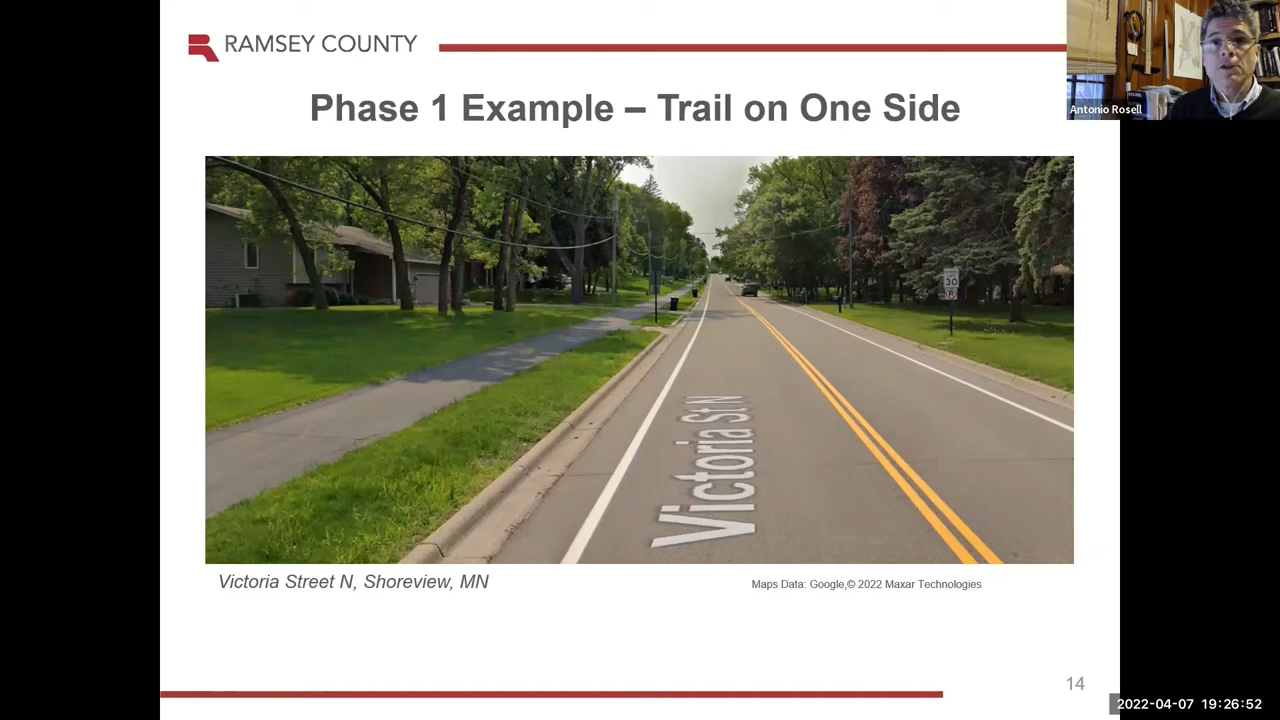 RAMSEY COUNTY
Antonio Rosell
Phase 1 Example – Trail on One Side
30
Victoria St N
Victoria Street N, Shoreview, MN
Maps Data: Google,© 2022 Maxar Technologies
14
2022-04-07 19:26:52